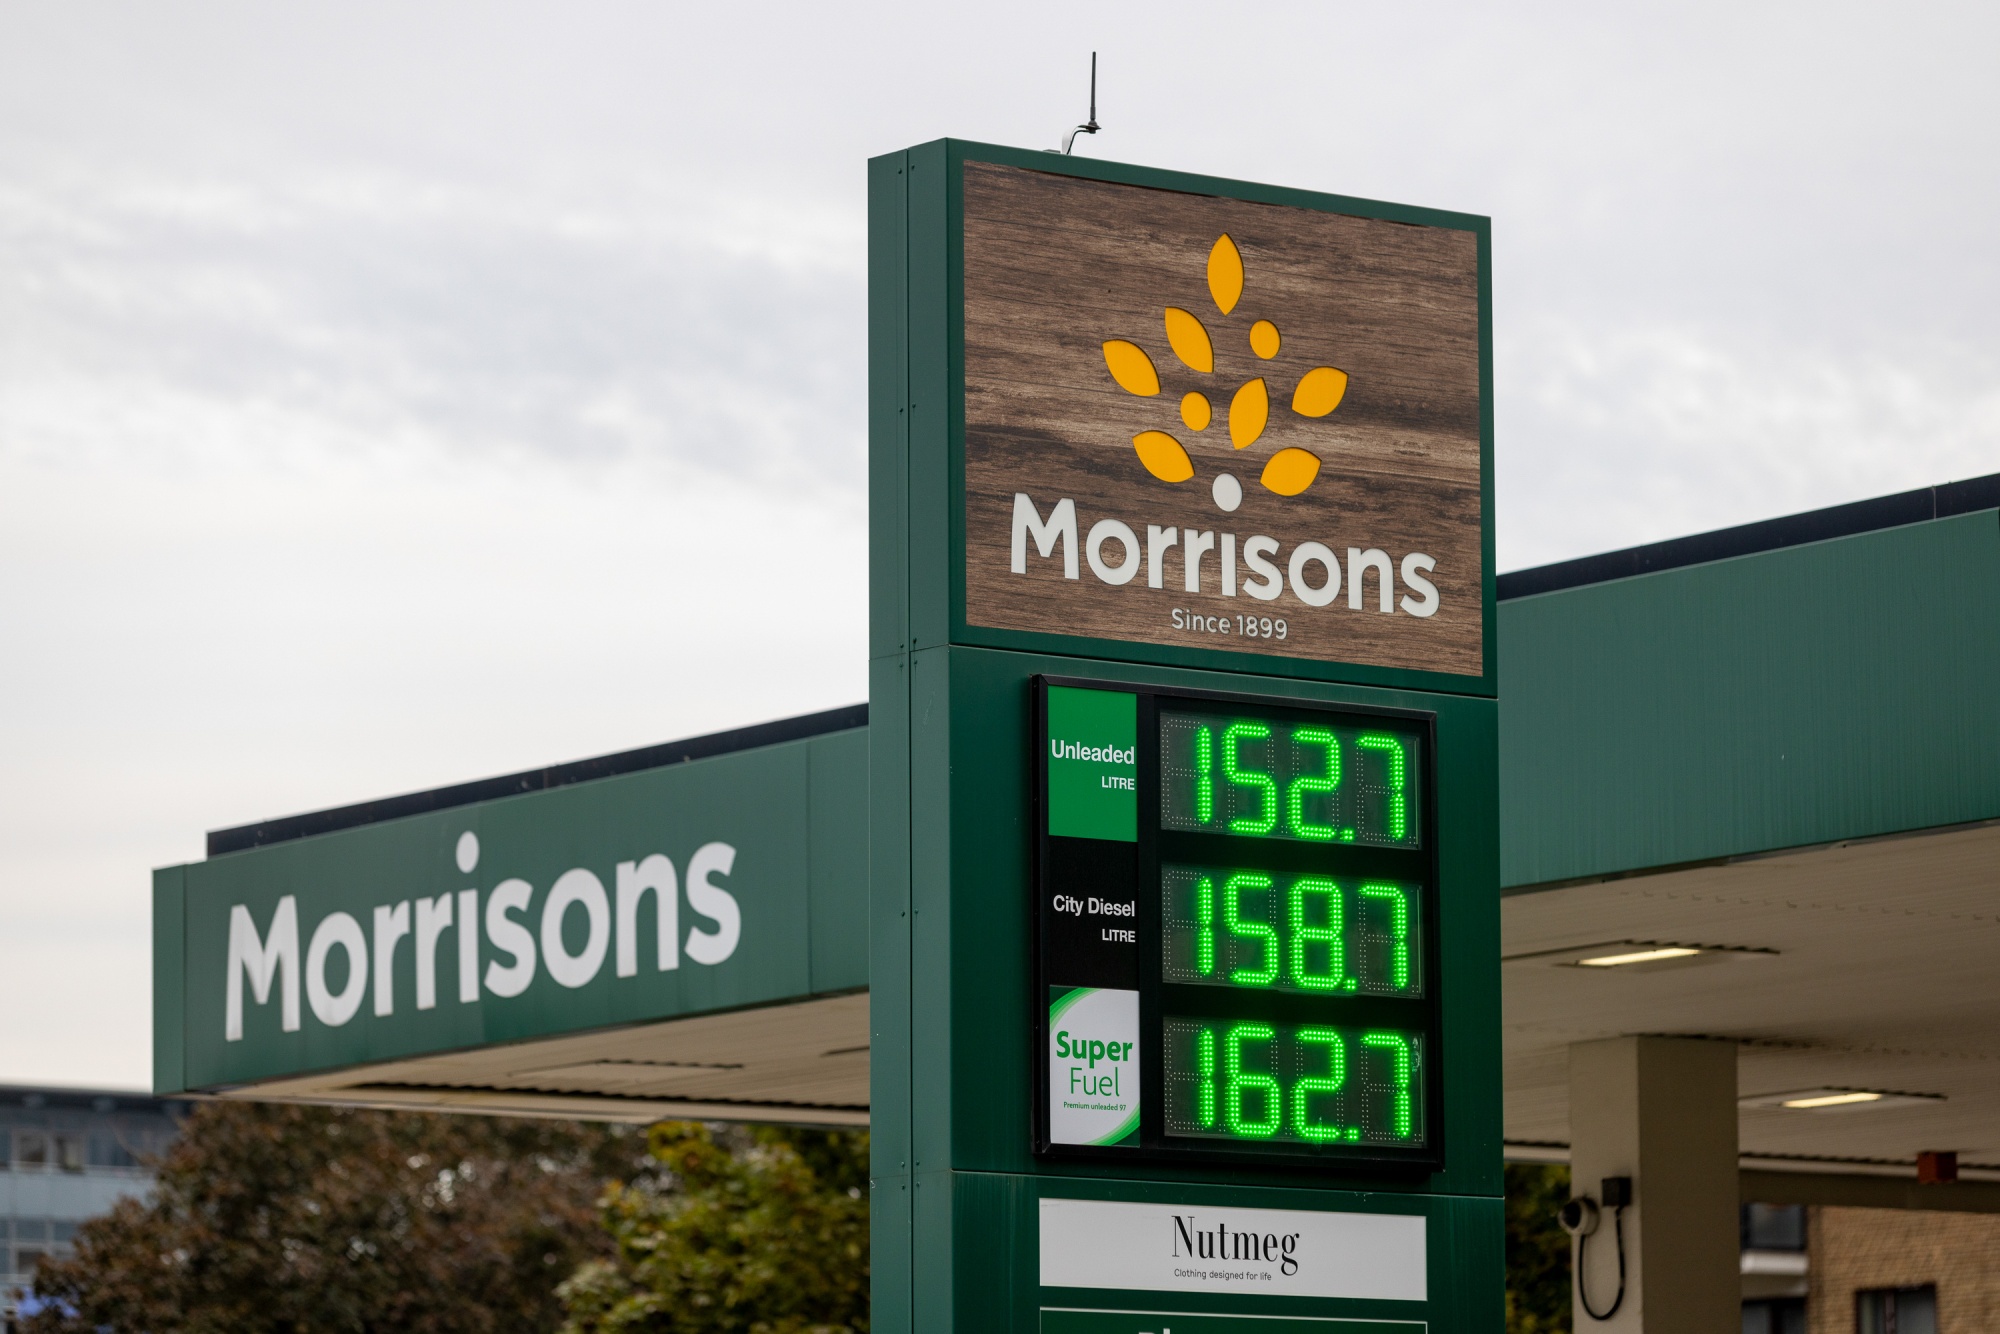 Morrisons
Since 1899
Unleaded
LITRE
152.7
City Diesel
LITRE
158.7
Super
Fuel
Premium unleaded 97
162.7
Nutmeg
Clothing designed for life
Morrisons